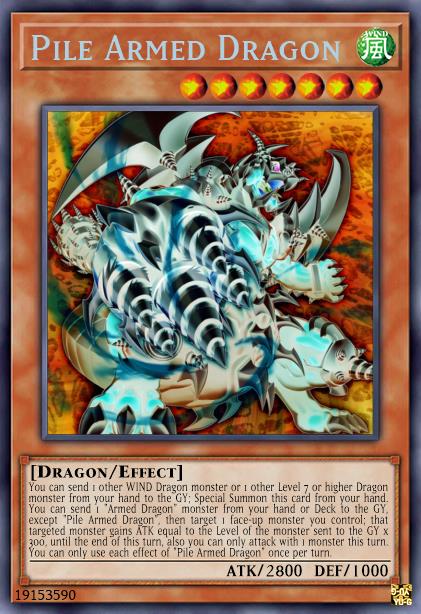 PILE ARMED DRAGON
WIND
風
[DRAGON/EFFECT]
You can send 1 other WIND Dragon monster or 1 other Level 7 or higher Dragon
monster from your hand to the GY; Special Summon this card from your hand.
You can send 1 "Armed Dragon" monster from your hand or Deck to the GY,
except "Pile Armed Dragon", then target 1 face-up monster you control; that
targeted monster gains ATK equal to the Level of the monster sent to the GY x
300, until the end of this turn, also you can only attack with 1 monster this turn.
You can only use each effect of "Pile Armed Dragon" once per turn.
ATK/2800 DEF/1000
19153590